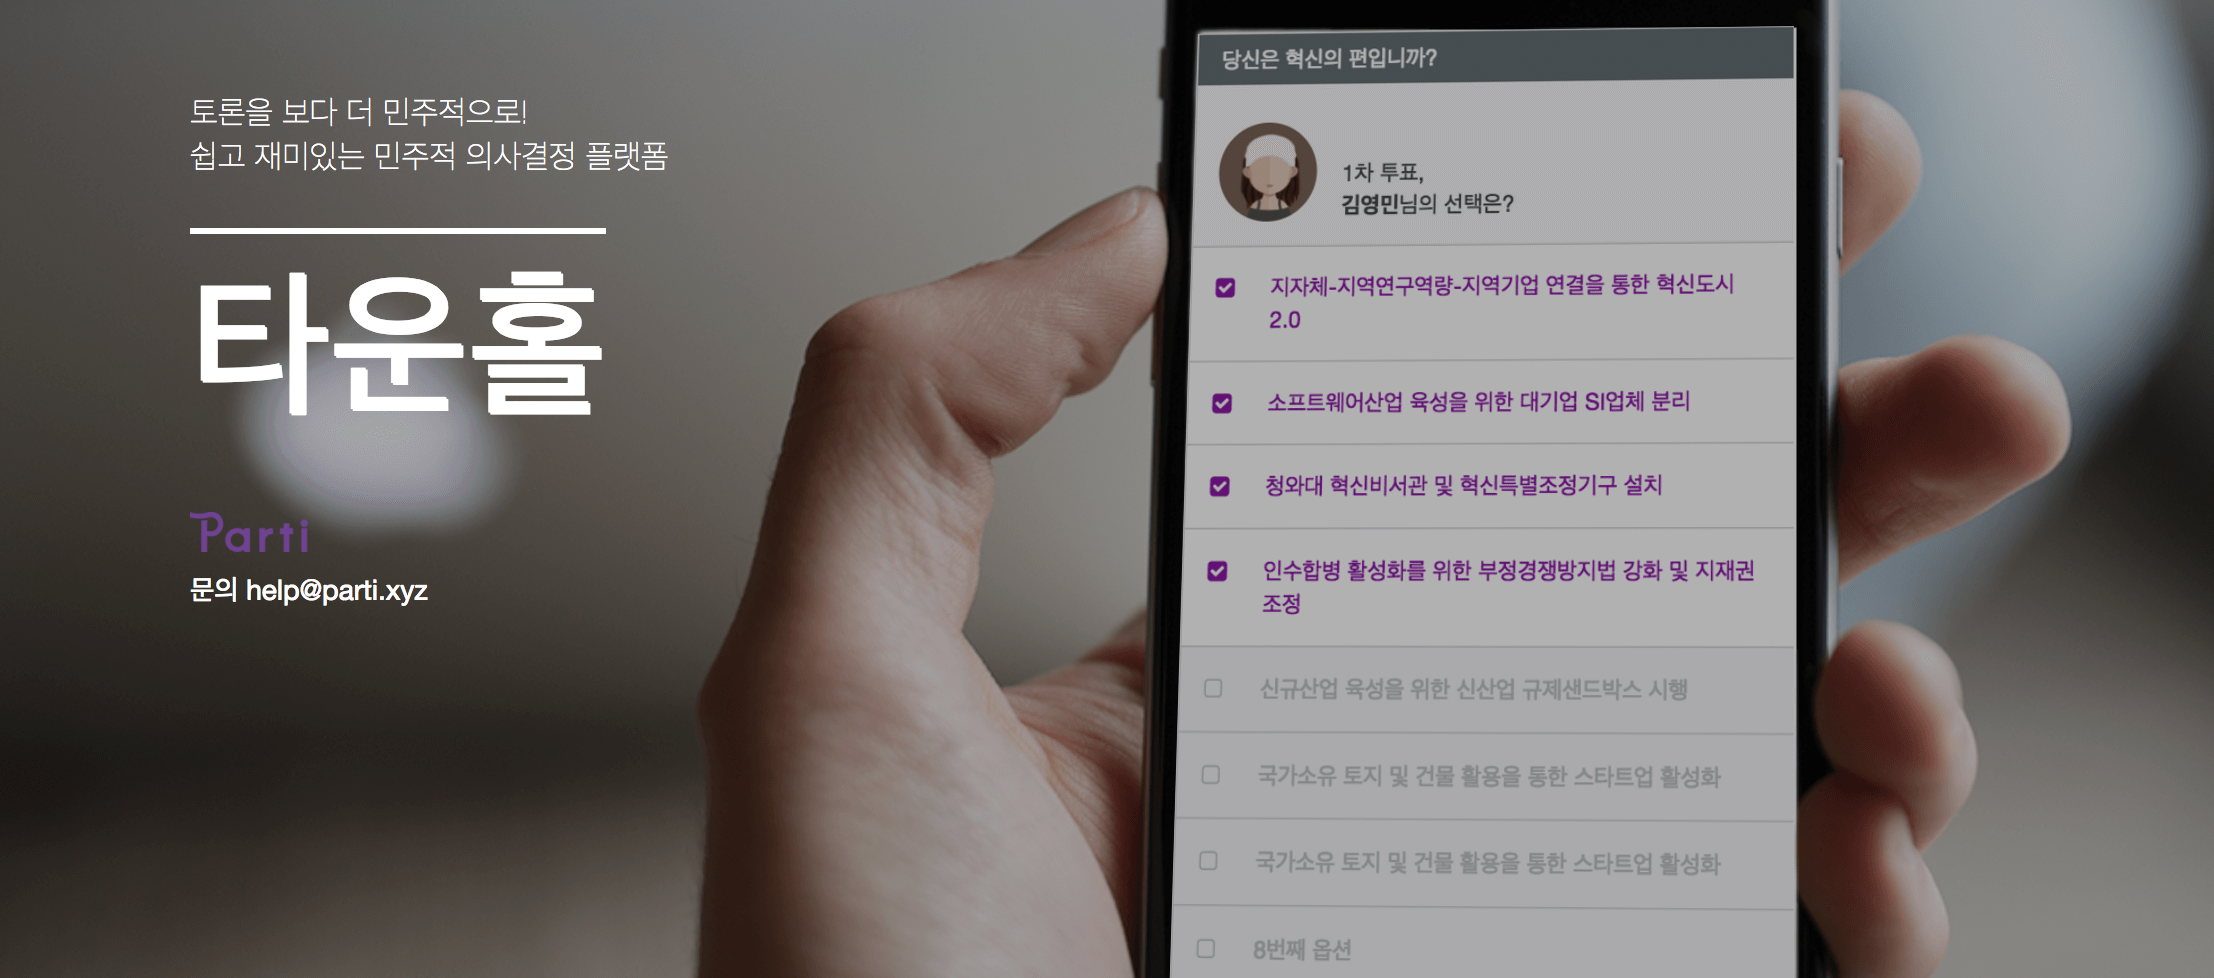 토론을 보다 더 민주적으로!
쉽고 재미있는 민주적 의사결정 플랫폼
타운홀
Parti
문의 help@parti.xyz
당신은 혁신의 편입니까?
1차 투표,
김영민님의 선택은?
지자체-지역연구역량-지역기업 연결을 통한 혁신도시
2.0
소프트웨어산업 육성을 위한 대기업 SI업체 분리
청와대 혁신비서관 및 혁신특별조정기구 설치
인수합병 활성화를 위한 부정경쟁방지법 강화 및 지재권
조정
신규산업 육성을 위한 신산업 규제샌드박스 시행
국가소유 토지 및 건물 활용을 통한 스타트업 활성화
국가소유 토지 및 건물 활용을 통한 스타트업 활성화
8번째 옵션